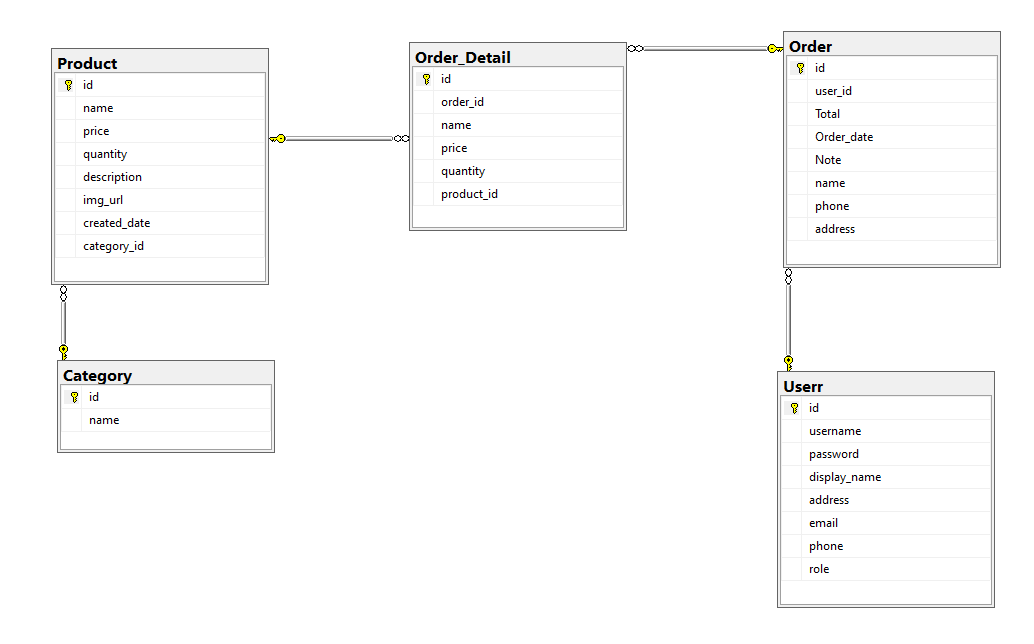 Product
id
name
price
quantity
description
img_url
created_date
category_id
Order_Detail
id
order_id
name
price
quantity
product_id
Order
id
user_id
Total
Order_date
Note
name
phone
address
Category
id
name
Userr
id
username
password
display_name
address
email
phone
role